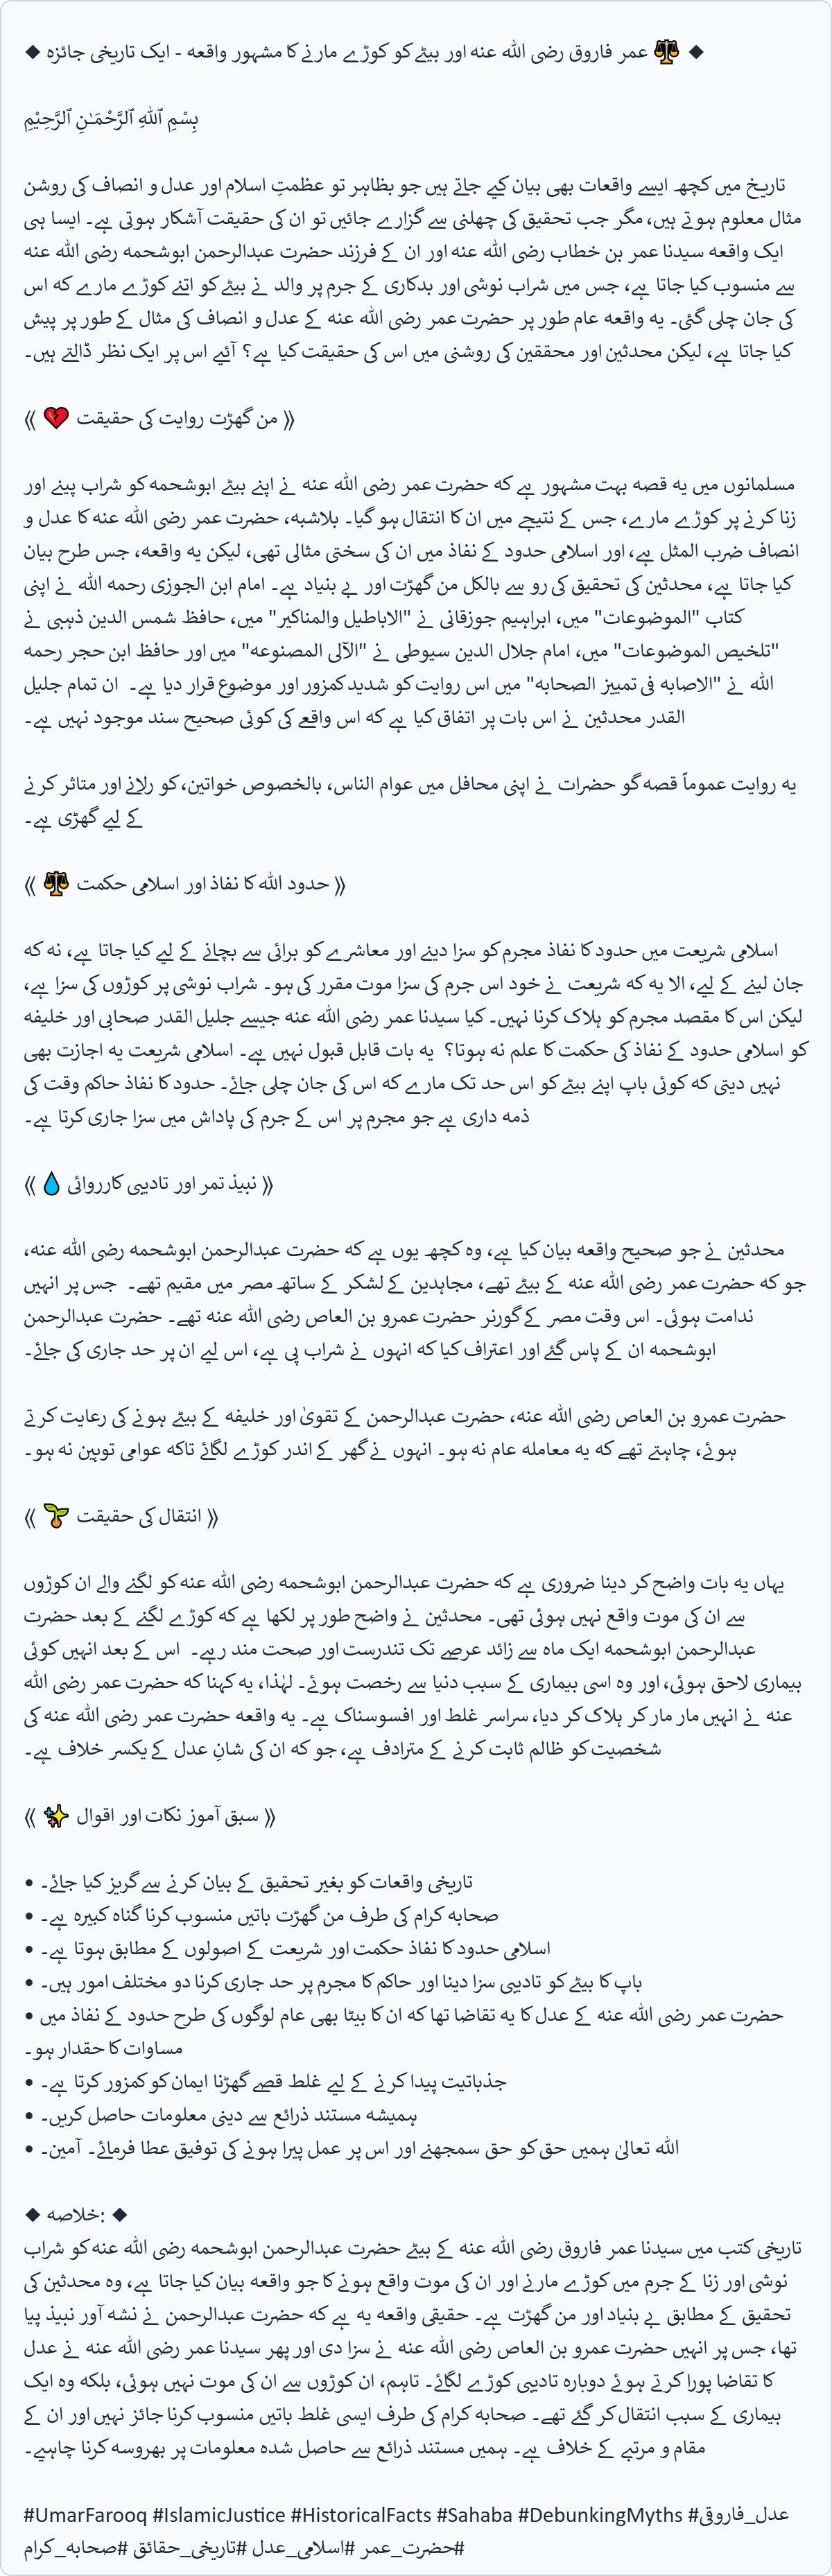 ◆ عمر فاروق رضی اللہ عنہ اور بیٹے کو کوڑے مارنے کا مشہور واقعہ - ایک تاریخی جائزہ ⚖️ ◆
بِسْمِ ٱللَّٰهِ ٱلرَّحْمَـٰنِ ٱلرَّحِيْمِ
تاریخ میں کچھ ایسے واقعات بھی بیان کیے جاتے ہیں جو بظاہر تو عظمتِ اسلام اور عدل و انصاف کی روشن
مثال معلوم ہوتے ہیں، مگر جب تحقیق کی چھلنی سے گزارے جائیں تو ان کی حقیقت آشکار ہوتی ہے۔ ایسا ہی
ایک واقعہ سیدنا عمر بن خطاب رضی اللہ عنہ اور ان کے فرزند حضرت عبدالرحمن ابوشحمہ رضی اللہ عنہ
سے منسوب کیا جاتا ہے، جس میں شراب نوشی اور بدکاری کے جرم پر والد نے بیٹے کو اتنے کوڑے مارے کہ اس
کی جان چلی گئی۔ یہ واقعہ عام طور پر حضرت عمر رضی اللہ عنہ کے عدل و انصاف کی مثال کے طور پر پیش
کیا جاتا ہے، لیکن محدثین اور محققین کی روشنی میں اس کی حقیقت کیا ہے؟ آئیے اس پر ایک نظر ڈالتے ہیں۔
⟪ 💔 من گھڑت روایت کی حقیقت ⟫
مسلمانوں میں یہ قصہ بہت مشہور ہے کہ حضرت عمر رضی اللہ عنہ نے اپنے بیٹے ابوشحمہ کو شراب پینے اور
زنا کرنے پر کوڑے مارے، جس کے نتیجے میں ان کا انتقال ہو گیا۔ بلاشبہ، حضرت عمر رضی اللہ عنہ کا عدل و
انصاف ضرب المثل ہے، اور اسلامی حدود کے نفاذ میں ان کی سختی مثالی تھی، لیکن یہ واقعہ، جس طرح بیان
کیا جاتا ہے، محدثین کی تحقیق کی رو سے بالکل من گھڑت اور بے بنیاد ہے۔ امام ابن الجوزی رحمہ اللہ نے اپنی
کتاب "الموضوعات" میں، ابراہیم جوزقانی نے "الاباطیل والمناکیر" میں، حافظ شمس الدین ذہبی نے
"تلخیص الموضوعات" میں، امام جلال الدین سیوطی نے "الآلی المصنوعہ" میں اور حافظ ابن حجر رحمہ
اللہ نے "الاصابہ فی تمییز الصحابہ" میں اس روایت کو شدید کمزور اور موضوع قرار دیا ہے۔ ان تمام جلیل
القدر محدثین نے اس بات پر اتفاق کیا ہے کہ اس واقعے کی کوئی صحیح سند موجود نہیں ہے۔
یہ روایت عموماً قصہ گو حضرات نے اپنی محافل میں عوام الناس، بالخصوص خواتین، کو رلانے اور متاثر کرنے
کے لیے گھڑی ہے۔
⟪ ⚖️ حدود اللہ کا نفاذ اور اسلامی حکمت ⟫
اسلامی شریعت میں حدود کا نفاذ مجرم کو سزا دینے اور معاشرے کو برائی سے بچانے کے لیے کیا جاتا ہے، نہ کہ
جان لینے کے لیے، الا یہ کہ شریعت نے خود اس جرم کی سزا موت مقرر کی ہو۔ شراب نوشی پر کوڑوں کی سزا ہے،
لیکن اس کا مقصد مجرم کو ہلاک کرنا نہیں۔ کیا سیدنا عمر رضی اللہ عنہ جیسے جلیل القدر صحابی اور خلیفہ
کو اسلامی حدود کے نفاذ کی حکمت کا علم نہ ہوتا؟ یہ بات قابل قبول نہیں ہے۔ اسلامی شریعت یہ اجازت بھی
نہیں دیتی کہ کوئی باپ اپنے بیٹے کو اس حد تک مارے کہ اس کی جان چلی جائے۔ حدود کا نفاذ حاکم وقت کی
ذمہ داری ہے جو مجرم پر اس کے جرم کی پاداش میں سزا جاری کرتا ہے۔
⟪ 💧 نبیذ تمر اور تادیبی کارروائی ⟫
محدثین نے جو صحیح واقعہ بیان کیا ہے، وہ کچھ یوں ہے کہ حضرت عبدالرحمن ابوشحمہ رضی اللہ عنہ،
جو کہ حضرت عمر رضی اللہ عنہ کے بیٹے تھے، مجاہدین کے لشکر کے ساتھ مصر میں مقیم تھے۔ جس پر انہیں
ندامت ہوئی۔ اس وقت مصر کے گورنر حضرت عمرو بن العاص رضی اللہ عنہ تھے۔ حضرت عبدالرحمن
ابوشحمہ ان کے پاس گئے اور اعتراف کیا کہ انہوں نے شراب پی ہے، اس لیے ان پر حد جاری کی جائے۔
حضرت عمرو بن العاص رضی اللہ عنہ، حضرت عبدالرحمن کے تقویٰ اور خلیفہ کے بیٹے ہونے کی رعایت کرتے
ہوئے، چاہتے تھے کہ یہ معاملہ عام نہ ہو۔ انہوں نے گھر کے اندر کوڑے لگائے تاکہ عوامی توہین نہ ہو۔
⟪ 🌱 انتقال کی حقیقت ⟫
یہاں یہ بات واضح کر دینا ضروری ہے کہ حضرت عبدالرحمن ابوشحمہ رضی اللہ عنہ کو لگنے والے ان کوڑوں
سے ان کی موت واقع نہیں ہوئی تھی۔ محدثین نے واضح طور پر لکھا ہے کہ کوڑے لگنے کے بعد حضرت
عبدالرحمن ابوشحمہ ایک ماہ سے زائد عرصے تک تندرست اور صحت مند رہے۔ اس کے بعد انہیں کوئی
بیماری لاحق ہوئی، اور وہ اسی بیماری کے سبب دنیا سے رخصت ہوئے۔ لہٰذا، یہ کہنا کہ حضرت عمر رضی اللہ
عنہ نے انہیں مار مار کر ہلاک کر دیا، سراسر غلط اور افسوسناک ہے۔ یہ واقعہ حضرت عمر رضی اللہ عنہ کی
شخصیت کو ظالم ثابت کرنے کے مترادف ہے، جو کہ ان کی شانِ عدل کے یکسر خلاف ہے۔
⟪ ✨ سبق آموز نکات اور اقوال ⟫
• تاریخی واقعات کو بغیر تحقیق کے بیان کرنے سے گریز کیا جائے۔
• صحابہ کرام کی طرف من گھڑت باتیں منسوب کرنا گناہ کبیرہ ہے۔
• اسلامی حدود کا نفاذ حکمت اور شریعت کے اصولوں کے مطابق ہوتا ہے۔
• باپ کا بیٹے کو تادیبی سزا دینا اور حاکم کا مجرم پر حد جاری کرنا دو مختلف امور ہیں۔
• حضرت عمر رضی اللہ عنہ کے عدل کا یہ تقاضا تھا کہ ان کا بیٹا بھی عام لوگوں کی طرح حدود کے نفاذ میں
مساوات کا حقدار ہو۔
• جذباتیت پیدا کرنے کے لیے غلط قصے گھڑنا ایمان کو کمزور کرتا ہے۔
• ہمیشہ مستند ذرائع سے دینی معلومات حاصل کریں۔
• اللہ تعالیٰ ہمیں حق کو حق سمجھنے اور اس پر عمل پیرا ہونے کی توفیق عطا فرمائے۔ آمین۔
◆ خلاصہ: ◆
تاریخی کتب میں سیدنا عمر فاروق رضی اللہ عنہ کے بیٹے حضرت عبدالرحمن ابوشحمہ رضی اللہ عنہ کو شراب
نوشی اور زنا کے جرم میں کوڑے مارنے اور ان کی موت واقع ہونے کا جو واقعہ بیان کیا جاتا ہے، وہ محدثین کی
تحقیق کے مطابق بے بنیاد اور من گھڑت ہے۔ حقیقی واقعہ یہ ہے کہ حضرت عبدالرحمن نے نشہ آور نبیذ پیا
تھا، جس پر انہیں حضرت عمرو بن العاص رضی اللہ عنہ نے سزا دی اور پھر سیدنا عمر رضی اللہ عنہ نے عدل
کا تقاضا پورا کرتے ہوئے دوبارہ تادیبی کوڑے لگائے۔ تاہم، ان کوڑوں سے ان کی موت نہیں ہوئی، بلکہ وہ ایک
بیماری کے سبب انتقال کر گئے تھے۔ صحابہ کرام کی طرف ایسی غلط باتیں منسوب کرنا جائز نہیں اور ان کے
مقام و مرتبے کے خلاف ہے۔ ہمیں مستند ذرائع سے حاصل شدہ معلومات پر بھروسہ کرنا چاہیے۔
#UmarFarooq #IslamicJustice #HistoricalFacts #Sahaba #DebunkingMyths #عدل_فاروقی
#حضرت_عمر #اسلامی_عدل #تاریخی_حقائق #صحابہ_کرام